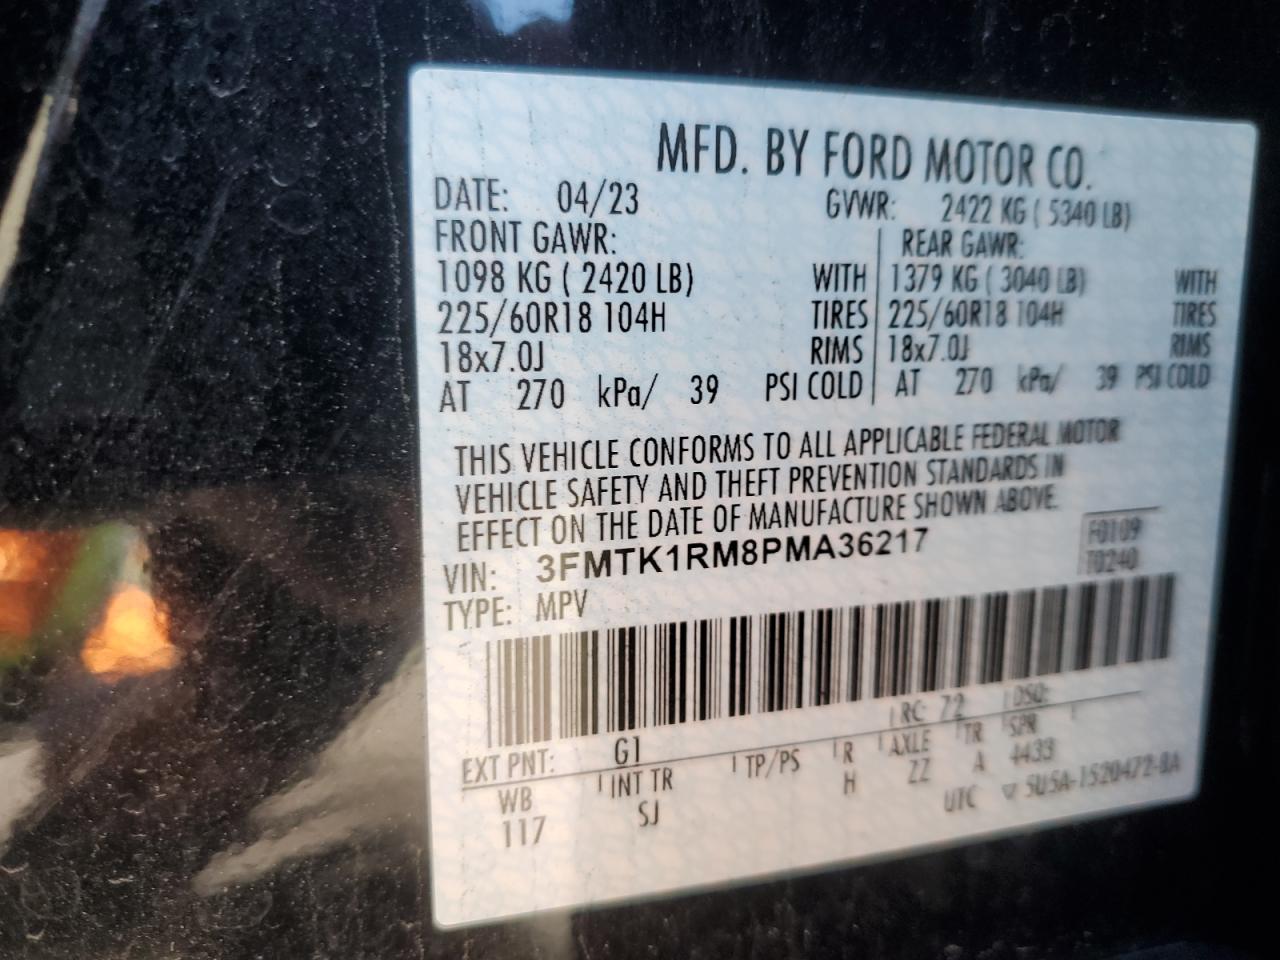 MFD. BY FORD MOTOR CO.
DATE: 04/23 GVWR: 2422 KG ( 5340 LB)
FRONT GAWR: REAR GAWR:
1098 KG ( 2420 LB) WITH 1379 KG ( 3040 LB) WITH
225/60R18 104H TIRES 225/60R18 104H TIRES
18x7.0J RIMS 18x7.0J RIMS
AT 270 kPa/ 39 PSI COLD AT 270 kPa/ 39 PSI COLD
THIS VEHICLE CONFORMS TO ALL APPLICABLE FEDERAL MOTOR
VEHICLE SAFETY AND THEFT PREVENTION STANDARDS IN
EFFECT ON THE DATE OF MANUFACTURE SHOWN ABOVE.
VIN: 3FMTK1RM8PMA36217
F0109
T0240
TYPE: MPV
RC: 72 DSO:
EXT PNT: G1
WB INT TR TP/PS R AXLE TR SPR
117 SJ H ZZ A 4433
UTC ▽ 5U5A-1520472-BA